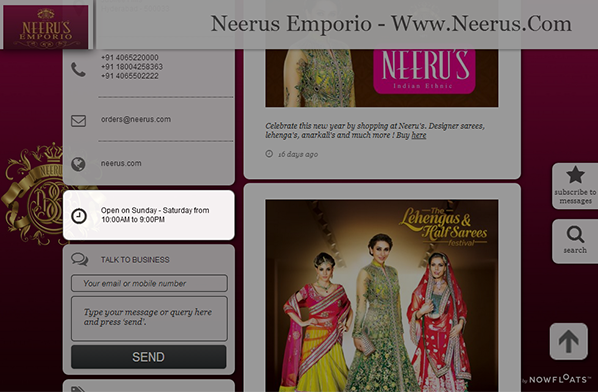 NEERU'S
EMPORIO
Neerus Emporio - Www.Neerus.Com
+91 4065220000
+91 18004258363
+91 4065502222
orders@neerus.com
neerus.com
NEERU'S
Open on Sunday - Saturday from
10:00AM to 9:00PM
TALK TO BUSINESS
Your email or mobile number
Type your message or query here
and press 'send'.
SEND
NEERU'S
Indian Ethnic
Celebrate this new year by shopping at Neeru's. Designer sarees,
lehenga's, anarkali's and much more ! Buy here
16 days ago
The
Lehengas &
Half Sarees
festival
subscribe to
messages
search
by NOWFLOATS™